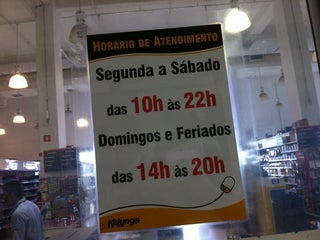 HORÁRIO DE ATENDIMENTO
Segunda a Sábado
das 10h às 22h
Domingos e Feriados
das 14h às 20h
Kalunga